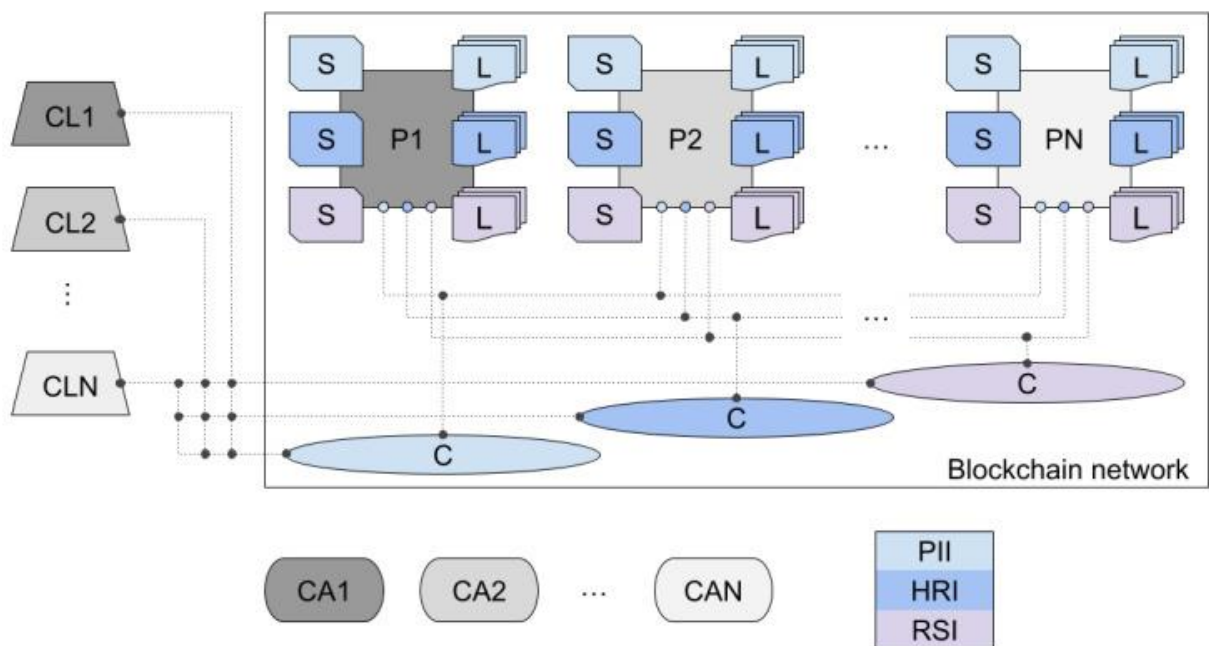 S L S L S L
CL1
S P1 L S P2 L ... S PN L
S L S L S L
CL2
...
...
CLN
C
C
C
Blockchain network
CA1 CA2 ... CAN
PII
HRI
RSI